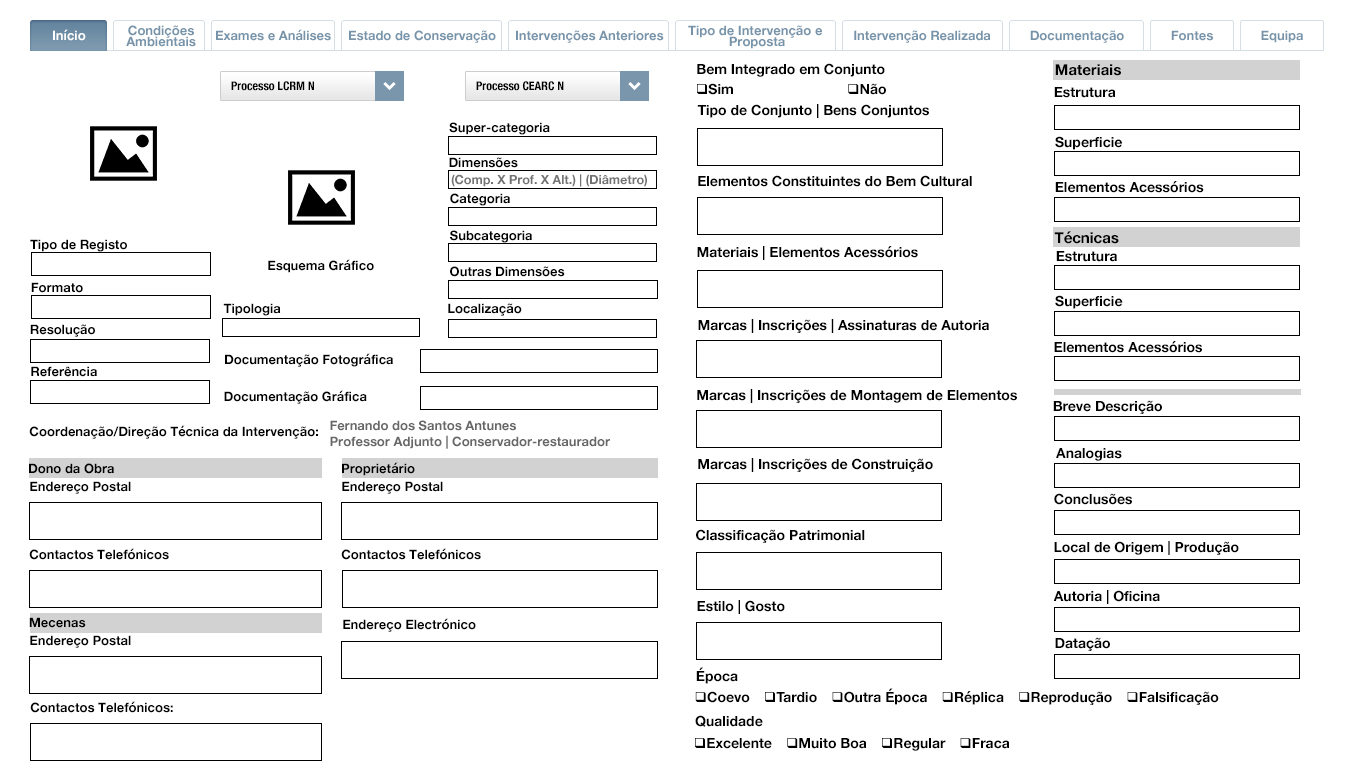 Início
Condições
Ambientais
Exames e Análises
Estado de Conservação
Intervenções Anteriores
Tipo de Intervenção e
Proposta
Intervenção Realizada
Documentação
Fontes
Equipa
Processo LCRM N
Processo CEARC N
Tipo de Registo
Formato
Resolução
Referência
Esquema Gráfico
Tipologia
Super-categoria
Dimensões
(Comp. X Prof. X Alt.) | (Diâmetro)
Categoria
Subcategoria
Outras Dimensões
Localização
Documentação Fotográfica
Documentação Gráfica
Coordenação/Direção Técnica da Intervenção:
Fernando dos Santos Antunes
Professor Adjunto | Conservador-restaurador
Dono da Obra
Endereço Postal
Contactos Telefónicos
Mecenas
Endereço Postal
Contactos Telefónicos:
Proprietário
Endereço Postal
Contactos Telefónicos
Endereço Electrónico
Bem Integrado em Conjunto
❑Sim ❑Não
Tipo de Conjunto | Bens Conjuntos
Elementos Constituintes do Bem Cultural
Materiais | Elementos Acessórios
Marcas | Inscrições | Assinaturas de Autoria
Marcas | Inscrições de Montagem de Elementos
Marcas | Inscrições de Construição
Classificação Patrimonial
Estilo | Gosto
Época
❑Coevo ❑Tardio ❑Outra Época ❑Réplica ❑Reprodução ❑Falsificação
Qualidade
❑Excelente ❑Muito Boa ❑Regular ❑Fraca
Materiais
Estrutura
Superficie
Elementos Acessórios
Técnicas
Estrutura
Superficie
Elementos Acessórios
Breve Descrição
Analogias
Conclusões
Local de Origem | Produção
Autoria | Oficina
Datação